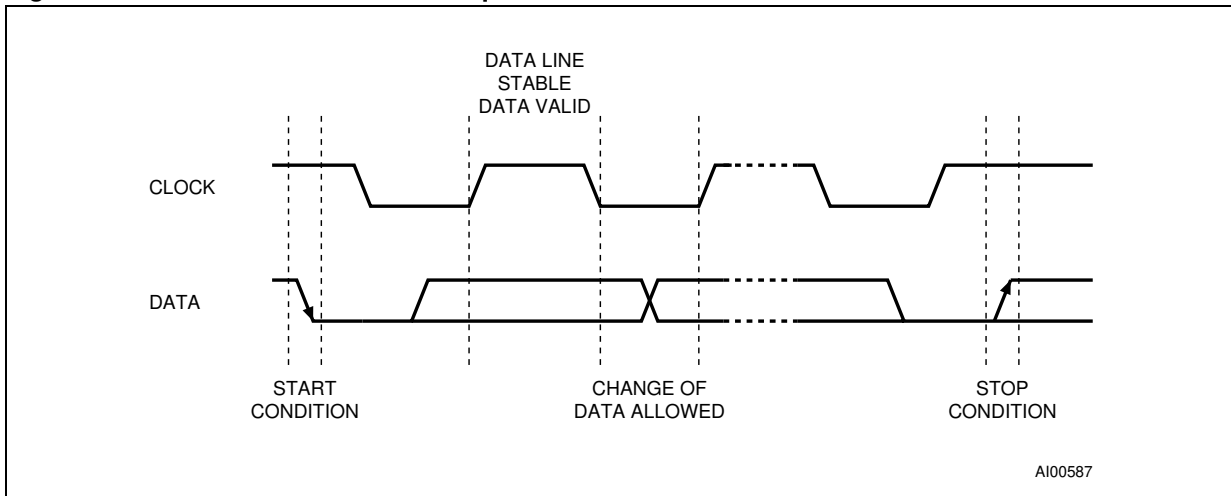 DATA LINE
STABLE
DATA VALID
CLOCK
DATA
START
CONDITION
CHANGE OF
DATA ALLOWED
STOP
CONDITION
AI00587